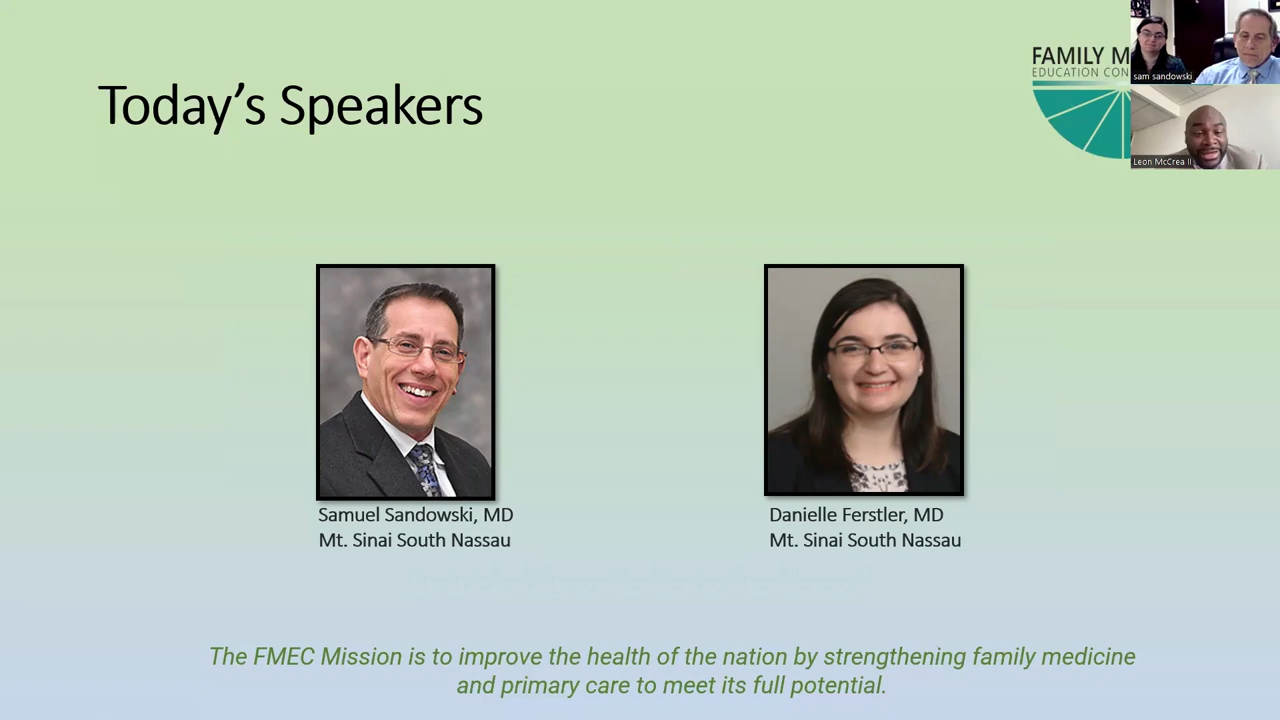 Today's Speakers
FAMILY M
EDUCATION CON
sam sandowski
Leon McCrea II
Samuel Sandowski, MD
Mt. Sinai South Nassau
Danielle Ferstler, MD
Mt. Sinai South Nassau
The FMEC Mission is to improve the health of the nation by strengthening family medicine
and primary care to meet its full potential.